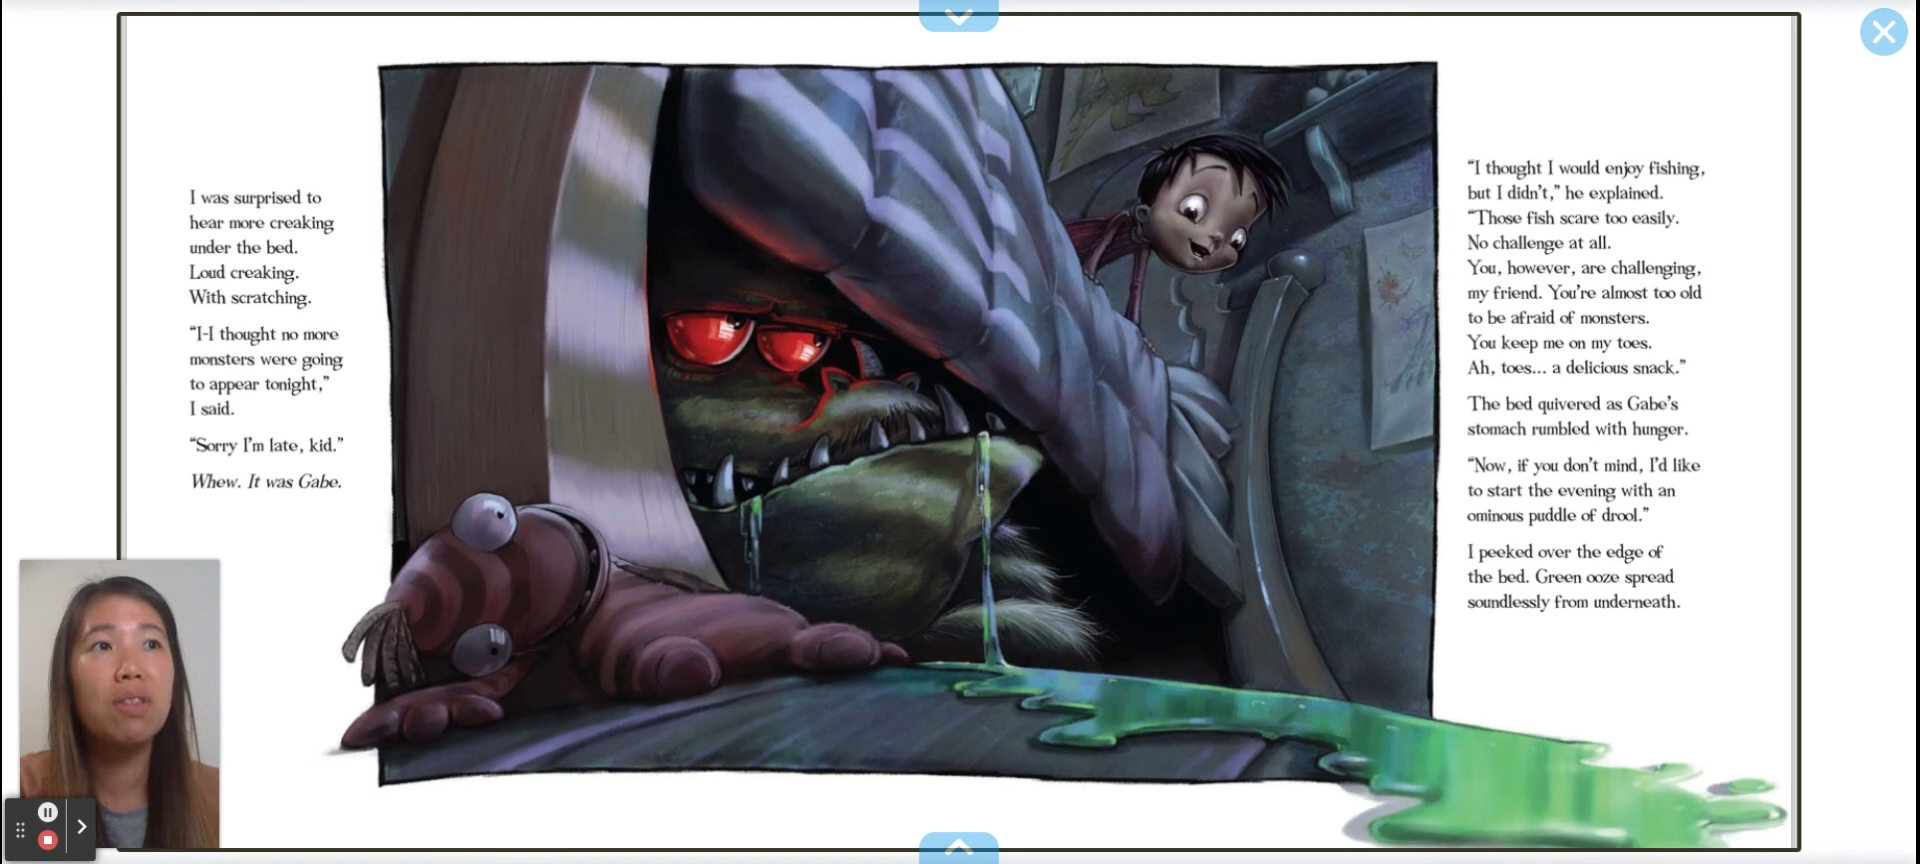 I was surprised to
hear more creaking
under the bed.
Loud creaking.
With scratching.
“I-I thought no more
monsters were going
to appear tonight,”
I said.
“Sorry I’m late, kid.”
Whew. It was Gabe.
“I thought I would enjoy fishing,
but I didn’t,” he explained.
“Those fish scare too easily.
No challenge at all.
You, however, are challenging,
my friend. You’re almost too old
to be afraid of monsters.
You keep me on my toes.
Ah, toes... a delicious snack.”
The bed quivered as Gabe’s
stomach rumbled with hunger.
“Now, if you don’t mind, I’d like
to start the evening with an
ominous puddle of drool.”
I peeked over the edge of
the bed. Green ooze spread
soundlessly from underneath.